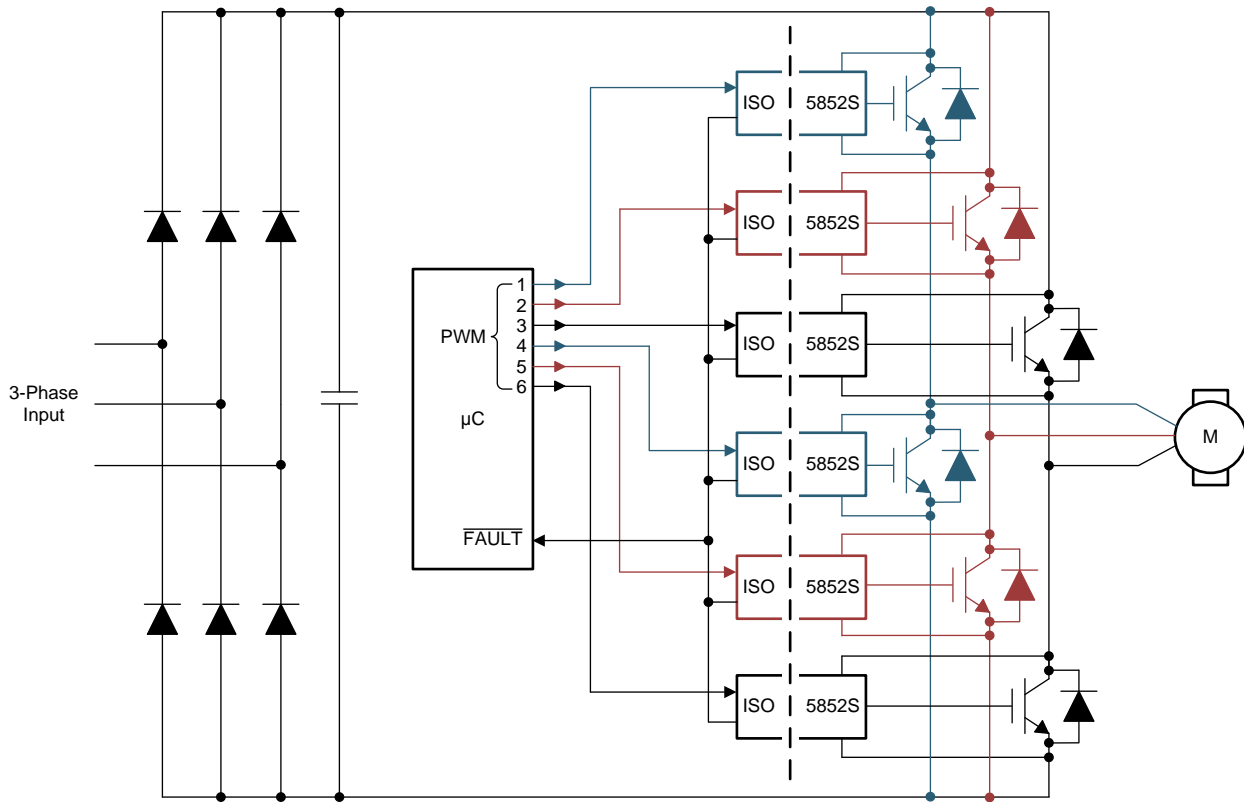 3-Phase
Input
PWM
1
2
3
4
5
6
µC
FAULT
ISO
5852S
ISO
5852S
ISO
5852S
ISO
5852S
ISO
5852S
ISO
5852S
M